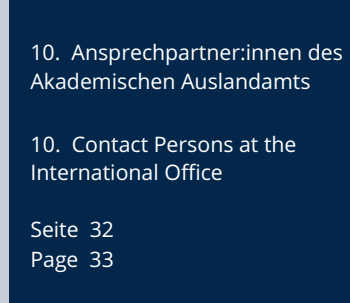 10. Ansprechpartner:innen des
Akademischen Auslandamts
10. Contact Persons at the
International Office
Seite 32
Page 33